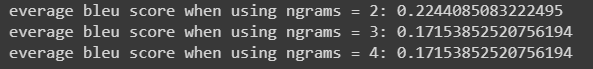 everage bleu score when using ngrams = 2: 0.2244085083222495
everage bleu score when using ngrams = 3: 0.17153852520756194
everage bleu score when using ngrams = 4: 0.17153852520756194